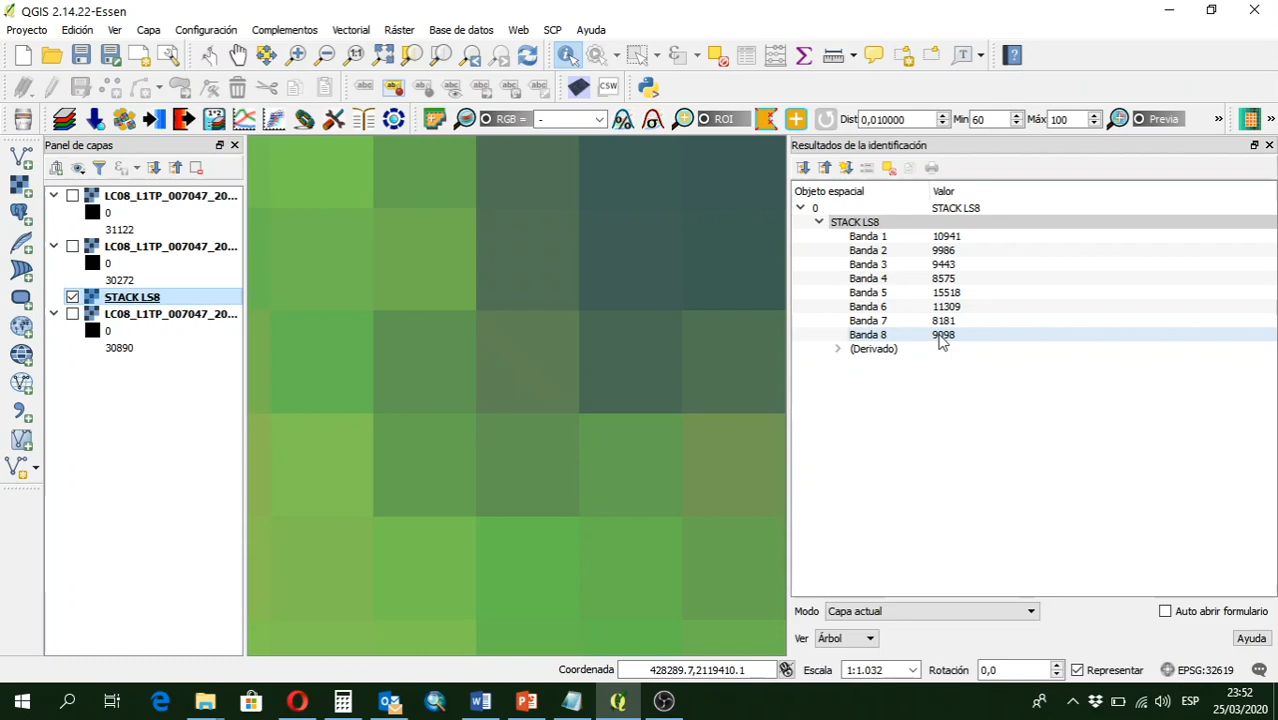 QGIS 2.14.22-Essen
Proyecto Edición Ver Capa Configuración Complementos Vectorial Ráster Base de datos Web SCP Ayuda
RGB = - ROI Dist 0,010000 Min 60 Máx 100 Previa
Panel de capas
LC08_L1TP_007047_20...
0
31122
LC08_L1TP_007047_20...
0
30272
STACK LS8
LC08_L1TP_007047_20...
0
30890
Resultados de la identificación
Objeto espacial Valor
0 STACK LS8
STACK LS8
Banda 1 10941
Banda 2 9986
Banda 3 9443
Banda 4 8575
Banda 5 15518
Banda 6 11309
Banda 7 8181
Banda 8
(Derivado)
Modo Capa actual Auto abrir formulario
Ver Árbol Ayuda
Coordenada 428289.7,2119410.1 Escala 1:1.032 Rotación 0,0 Representar EPSG:32619
ESP
23:52
25/03/2020